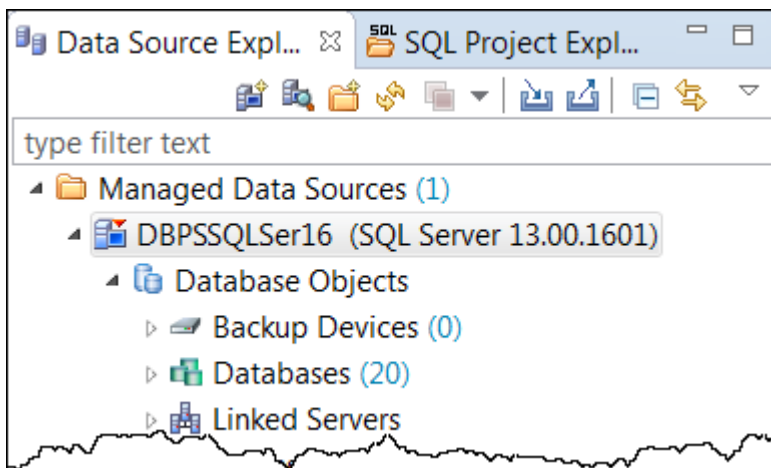 Data Source Expl... SQL SQL Project Expl...
type filter text
Managed Data Sources (1)
DBPSSQLSer16 (SQL Server 13.00.1601)
Database Objects
Backup Devices (0)
Databases (20)
Linked Servers